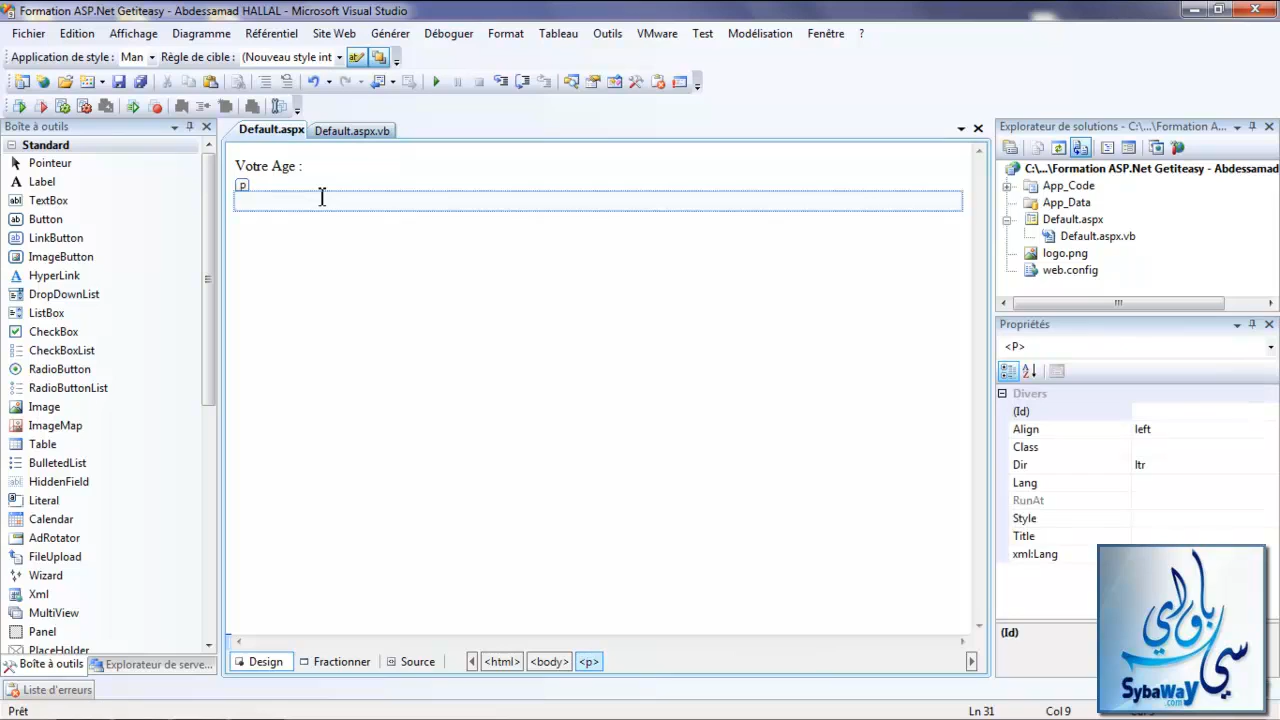 Formation ASP.Net Getiteasy - Abdessamad HALLAL - Microsoft Visual Studio
Fichier Edition Affichage Diagramme Référentiel Site Web Générer Déboguer Format Tableau Outils VMware Test Modélisation Fenêtre ?
Application de style : Man Règle de cible : (Nouveau style int
Boîte à outils
Standard
Pointeur
Label
TextBox
Button
LinkButton
ImageButton
HyperLink
DropDownList
ListBox
CheckBox
CheckBoxList
RadioButton
RadioButtonList
Image
ImageMap
Table
BulletedList
HiddenField
Literal
Calendar
AdRotator
FileUpload
Wizard
Xml
MultiView
Panel
PlaceHolder
Boîte à outils Explorateur de serve...
Liste d'erreurs
Prêt
Default.aspx Default.aspx.vb
Votre Age :
p
Design Fractionner Source <html> <body> <p>
Explorateur de solutions - C:\...\Formation A...
C:\...\Formation ASP.Net Getiteasy - Abdessamad
App_Code
App_Data
Default.aspx
Default.aspx.vb
logo.png
web.config
Propriétés
<P>
Divers
(Id)
Align left
Class
Dir ltr
Lang
RunAt
Style
Title
xml:Lang
(Id)
Ln 31 Col 9
سي باواي
SybaWay
.com